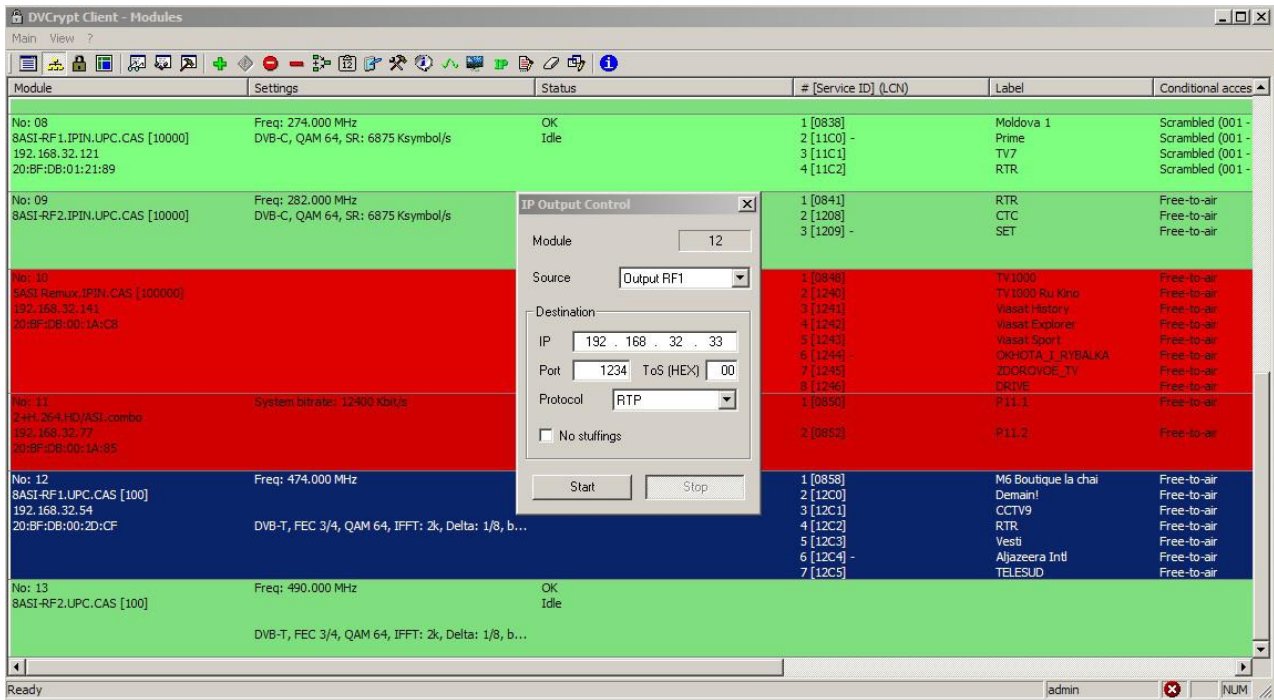 DVCrypt Client - Modules
Main View ?
Module Settings Status # [Service ID] (LCN) Label Conditional acces
No: 08 Freq: 274.000 MHz OK 1 [0838] Moldova 1 Scrambled (001 -
8ASI-RF1.IPIN.UPC.CAS [10000] DVB-C, QAM 64, SR: 6875 Ksymbol/s Idle 2 [11C0] - Prime Scrambled (001 -
192.168.32.121 3 [11C1] TV7 Scrambled (001 -
20:BF:DB:01:21:89 4 [11C2] RTR Scrambled (001 -
No: 09 Freq: 282.000 MHz 1 [0841] RTR Free-to-air
8ASI-RF2.IPIN.UPC.CAS [10000] DVB-C, QAM 64, SR: 6875 Ksymbol/s 2 [1208] CTC Free-to-air
3 [1209] - SET Free-to-air
No: 10 1 [0848] TV1000 Free-to-air
5ASI Remux.IPIN.CAS [100000] 2 [1240] TV1000 Ru Kino Free-to-air
192.168.32.141 3 [1241] Viasat History Free-to-air
20:BF:DB:00:1A:C8 4 [1242] Viasat Explorer Free-to-air
5 [1243] Viasat Sport Free-to-air
6 [1244] - OKHOTA_I_RYBALKA Free-to-air
7 [1245] ZDOROVOE_TV Free-to-air
8 [1246] DRIVE Free-to-air
No: 11 System bitrate: 12400 Kbit/s 1 [0850] P11.1 Free-to-air
2+H.264.HD/ASI.combo
192.168.32.77 2 [0852] P11.2 Free-to-air
20:BF:DB:00:1A:85
No: 12 Freq: 474.000 MHz 1 [0858] M6 Boutique la chai Free-to-air
8ASI-RF1.UPC.CAS [100] 2 [12C0] Demain! Free-to-air
192.168.32.54 3 [12C1] CCTV9 Free-to-air
20:BF:DB:00:2D:CF DVB-T, FEC 3/4, QAM 64, IFFT: 2k, Delta: 1/8, b... 4 [12C2] RTR Free-to-air
5 [12C3] Vesti Free-to-air
6 [12C4] - Aljazeera Intl Free-to-air
7 [12C5] TELESUD Free-to-air
No: 13 Freq: 490.000 MHz OK
8ASI-RF2.UPC.CAS [100] Idle
DVB-T, FEC 3/4, QAM 64, IFFT: 2k, Delta: 1/8, b...
IP Output Control
Module 12
Source Output RF1
Destination
IP 192 . 168 . 32 . 33
Port 1234 ToS (HEX) 00
Protocol RTP
No stuffings
Start Stop
Ready admin NUM